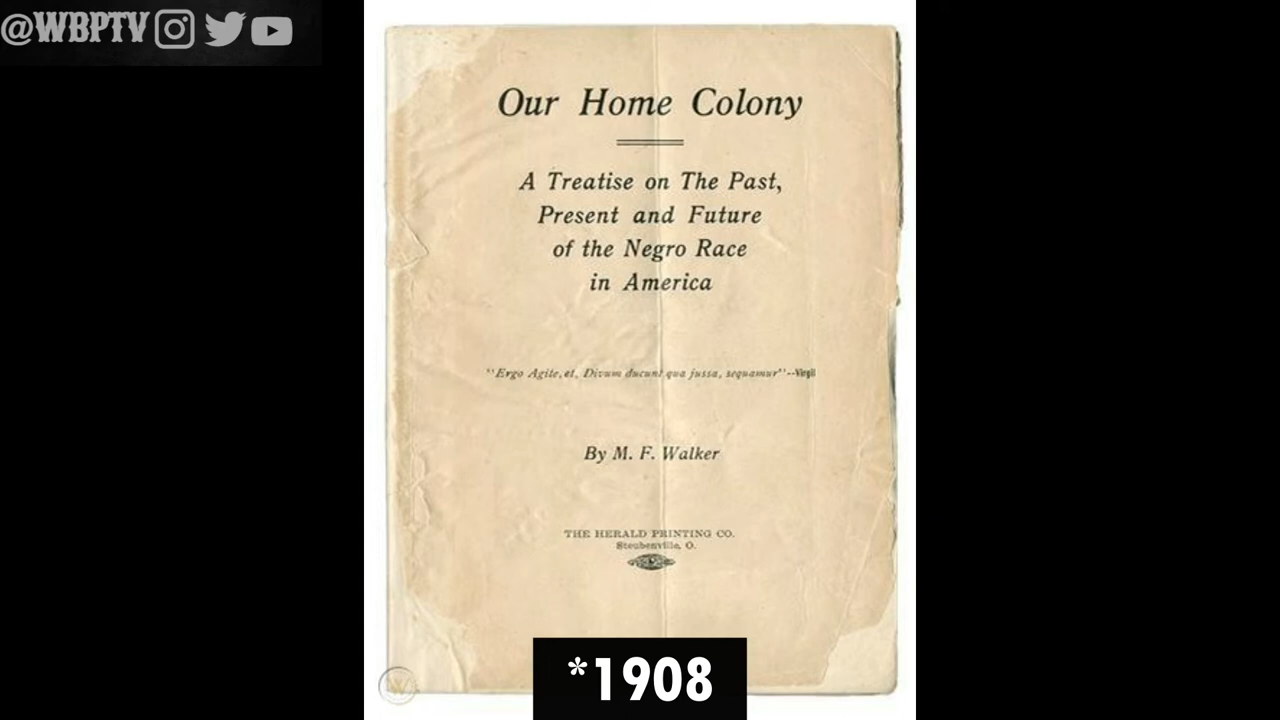 @WBPTV
Our Home Colony
A Treatise on The Past,
Present and Future
of the Negro Race
in America
"Ergo Agite, et, Divum ducunt qua jussa, sequamur"--Virgil
By M. F. Walker
THE HERALD PRINTING CO.
Steubenville, O.
*1908
W